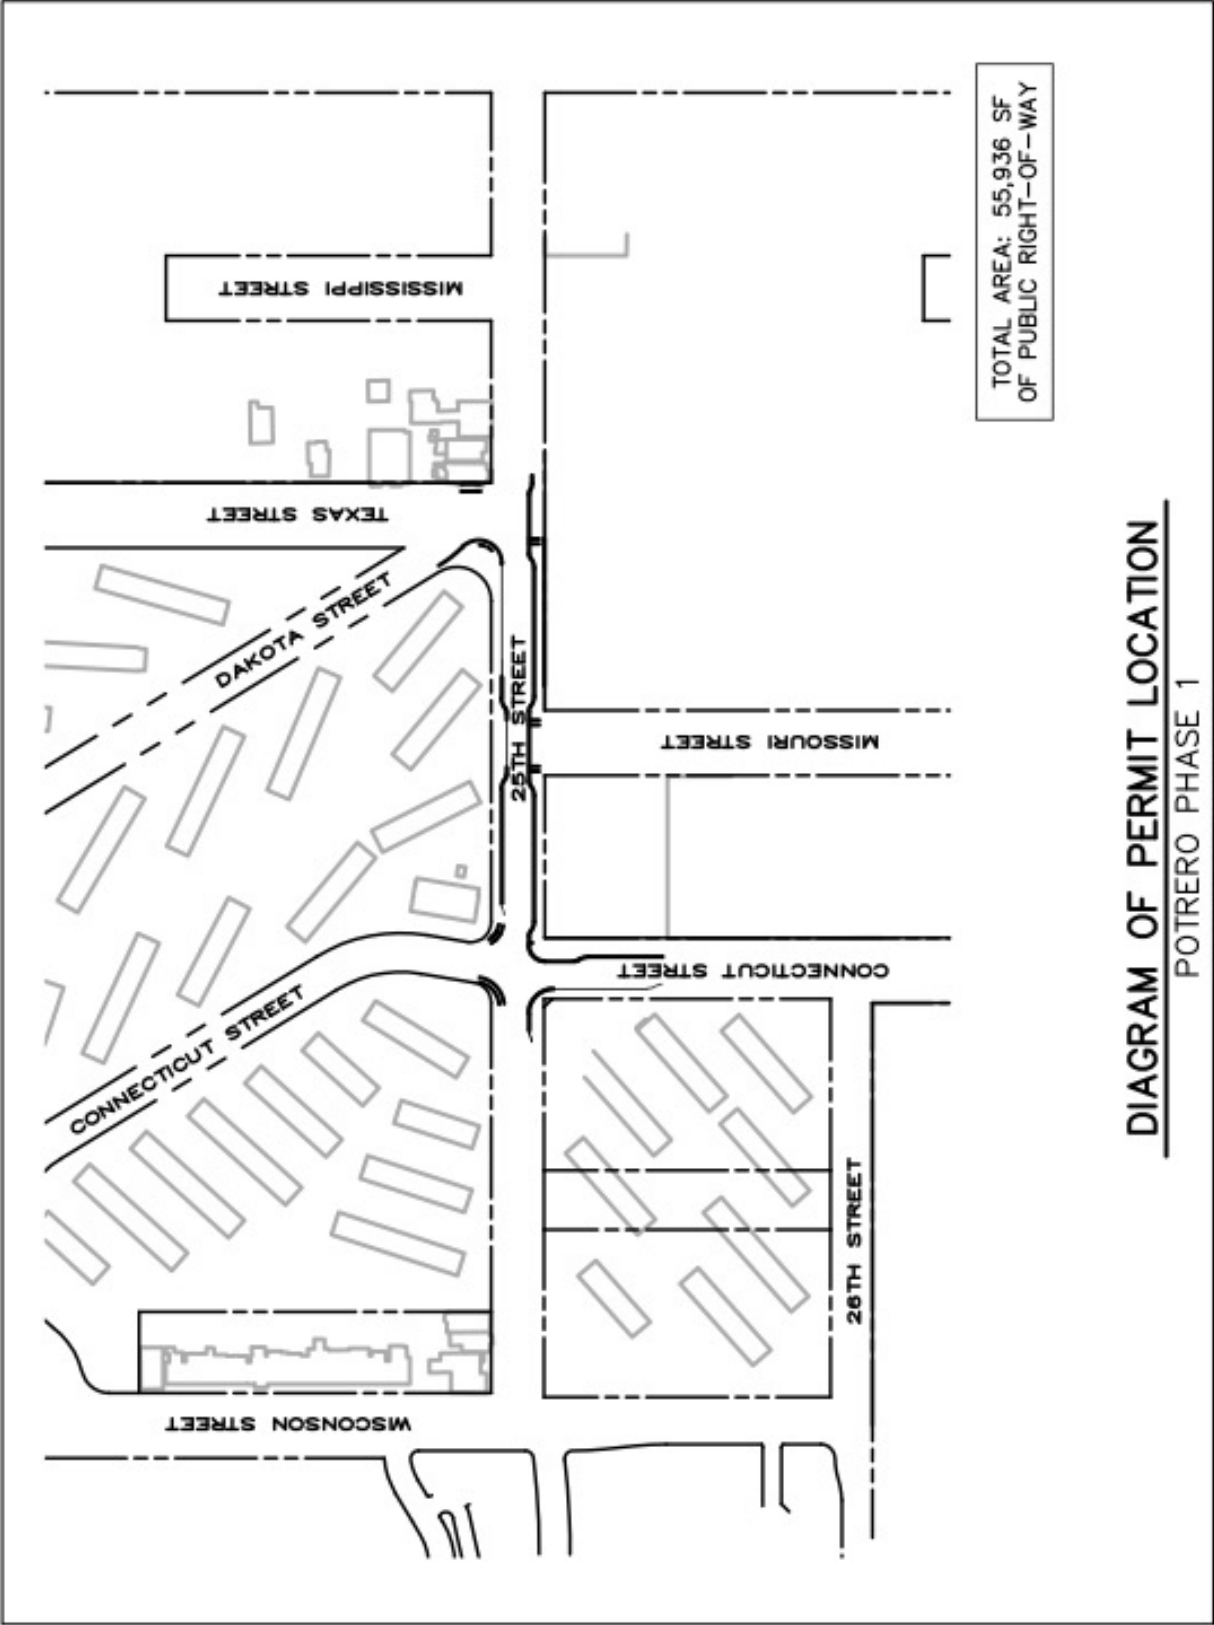 MISSISSIPPI STREET
TEXAS STREET
DAKOTA STREET
25TH STREET
MISSOURI STREET
CONNECTICUT STREET
CONNECTICUT STREET
26TH STREET
WISCONSON STREET
TOTAL AREA: 55,936 SF
OF PUBLIC RIGHT-OF-WAY
DIAGRAM OF PERMIT LOCATION
POTRERO PHASE 1